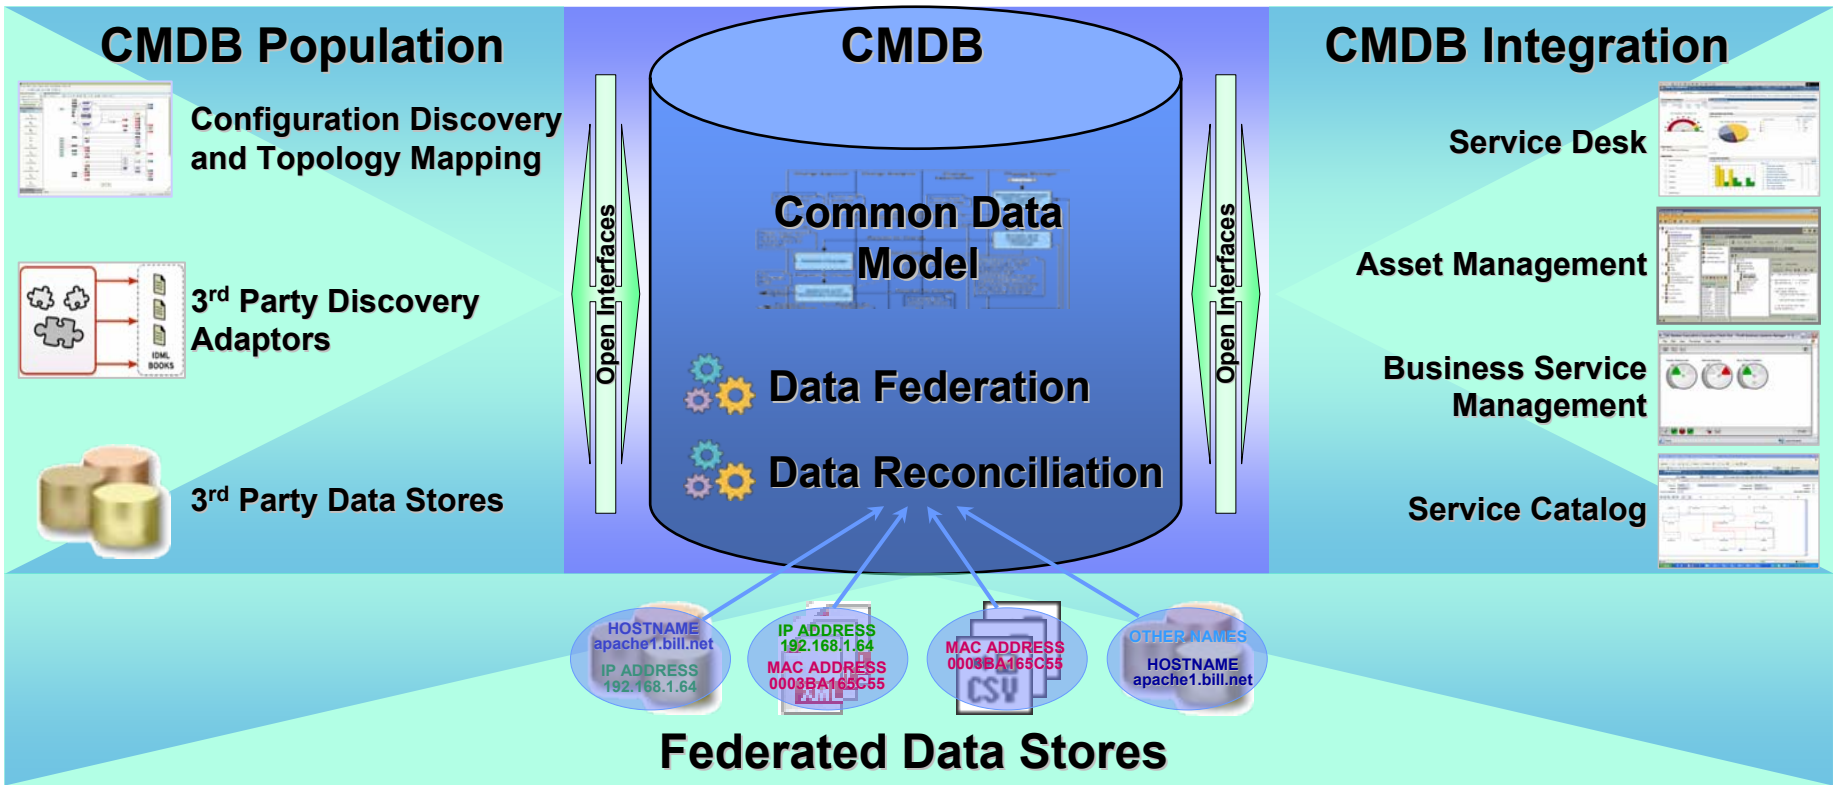 CMDB Population
Configuration Discovery
and Topology Mapping
3rd Party Discovery
Adaptors
IDML
BOOKS
3rd Party Data Stores
Open Interfaces
CMDB
Common Data
Model
Data Federation
Data Reconciliation
Open Interfaces
CMDB Integration
Service Desk
Asset Management
Business Service
Management
Service Catalog
HOSTNAME
apache1.bill.net
IP ADDRESS
192.168.1.64
IP ADDRESS
192.168.1.64
MAC ADDRESS
0003BA165C55
MAC ADDRESS
0003BA165C55
CSV
OTHER NAMES
HOSTNAME
apache1.bill.net
Federated Data Stores